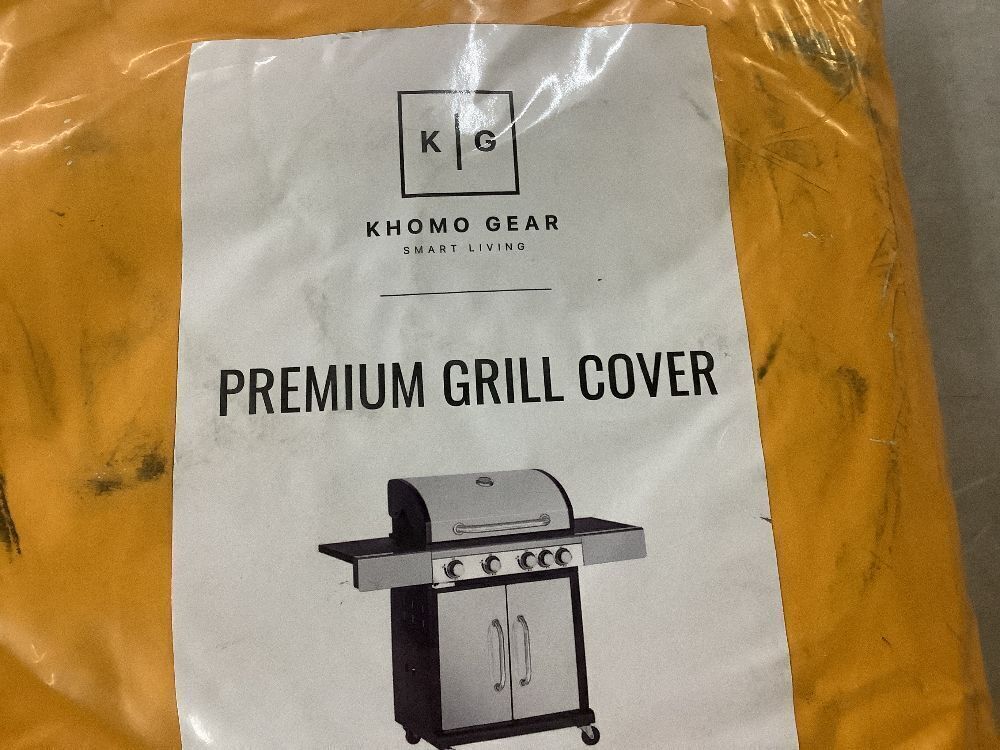 K | G
KHOMO GEAR
SMART LIVING
PREMIUM GRILL COVER